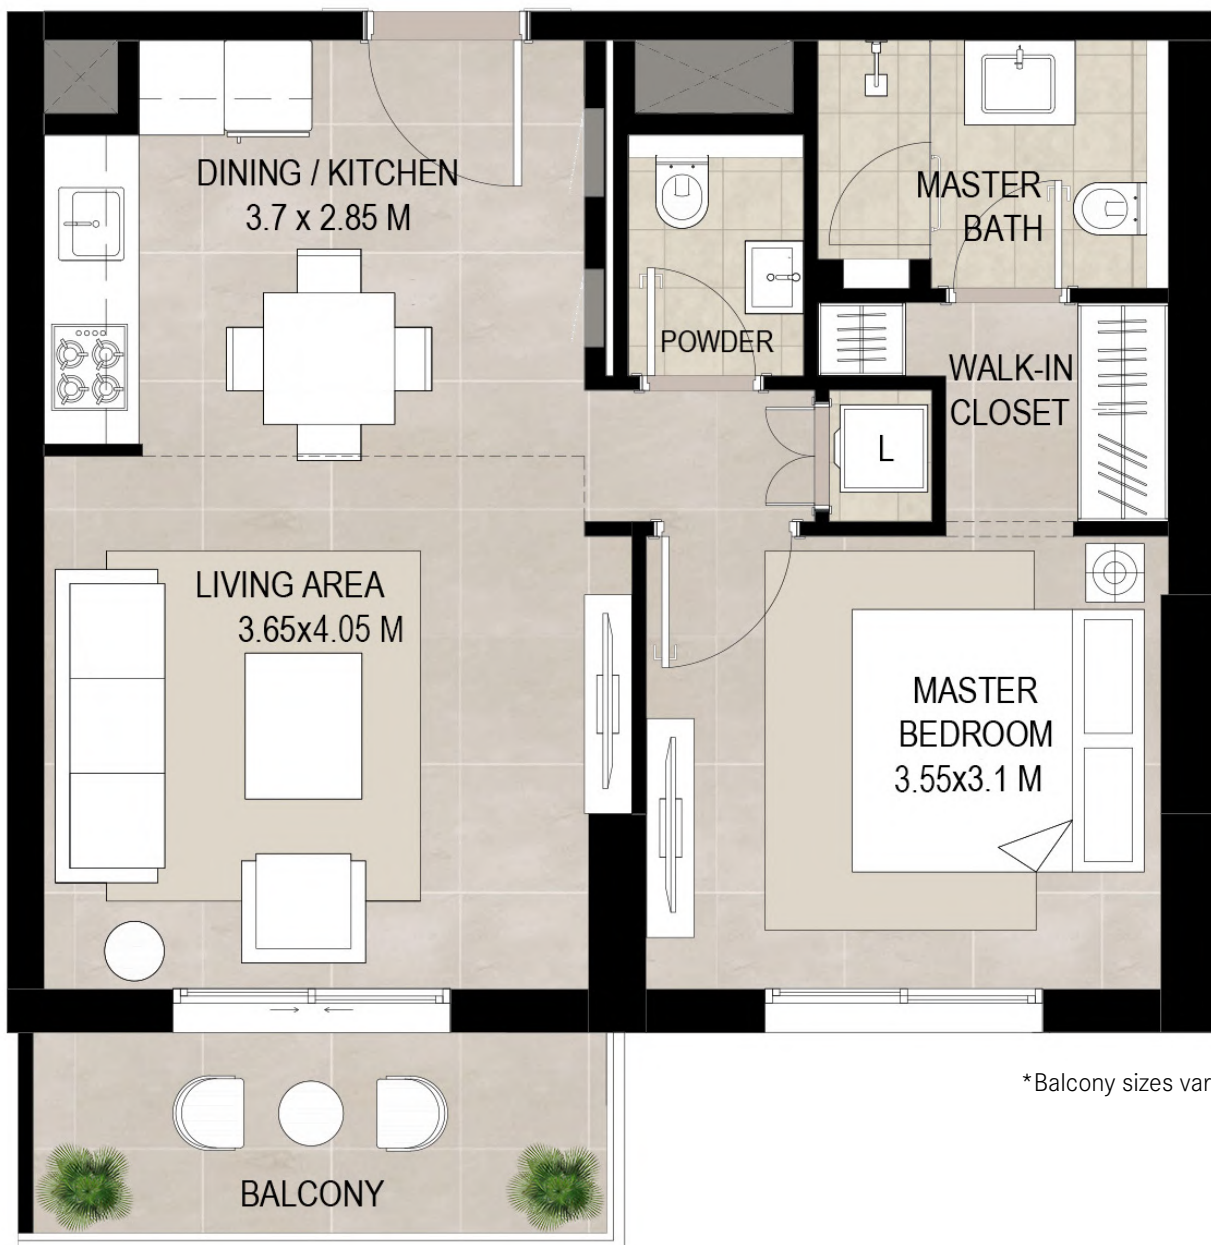 DINING / KITCHEN
3.7 x 2.85 M
MASTER
BATH
POWDER
WALK-IN
CLOSET
L
LIVING AREA
3.65x4.05 M
MASTER
BEDROOM
3.55x3.1 M
*Balcony sizes var
BALCONY